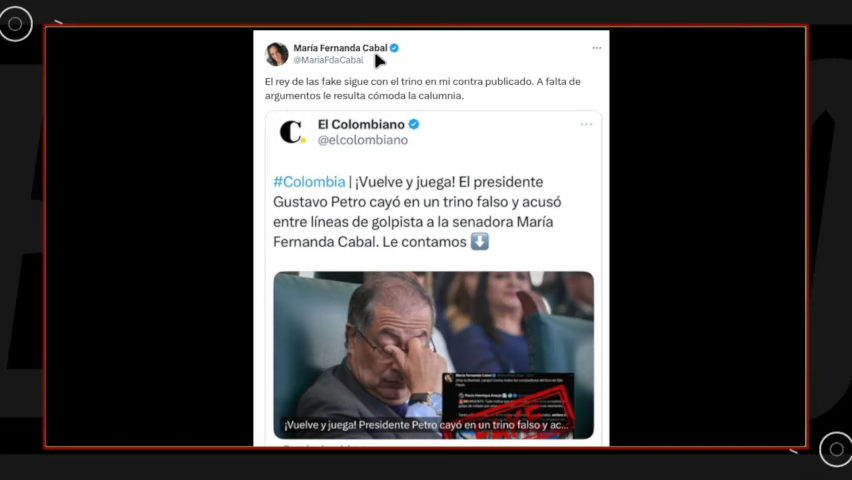 María Fernanda Cabal
@MariaFdaCabal
El rey de las fake sigue con el trino en mi contra publicado. A falta de
argumentos le resulta cómoda la calumnia.
El Colombiano
@elcolombiano
#Colombia | ¡Vuelve y juega! El presidente
Gustavo Petro cayó en un trino falso y acusó
entre líneas de golpista a la senadora María
Fernanda Cabal. Le contamos ⬇️
María Fernanda Cabal
¡Vuelve y juega! Presidente Petro cayó en un trino falso y ac...